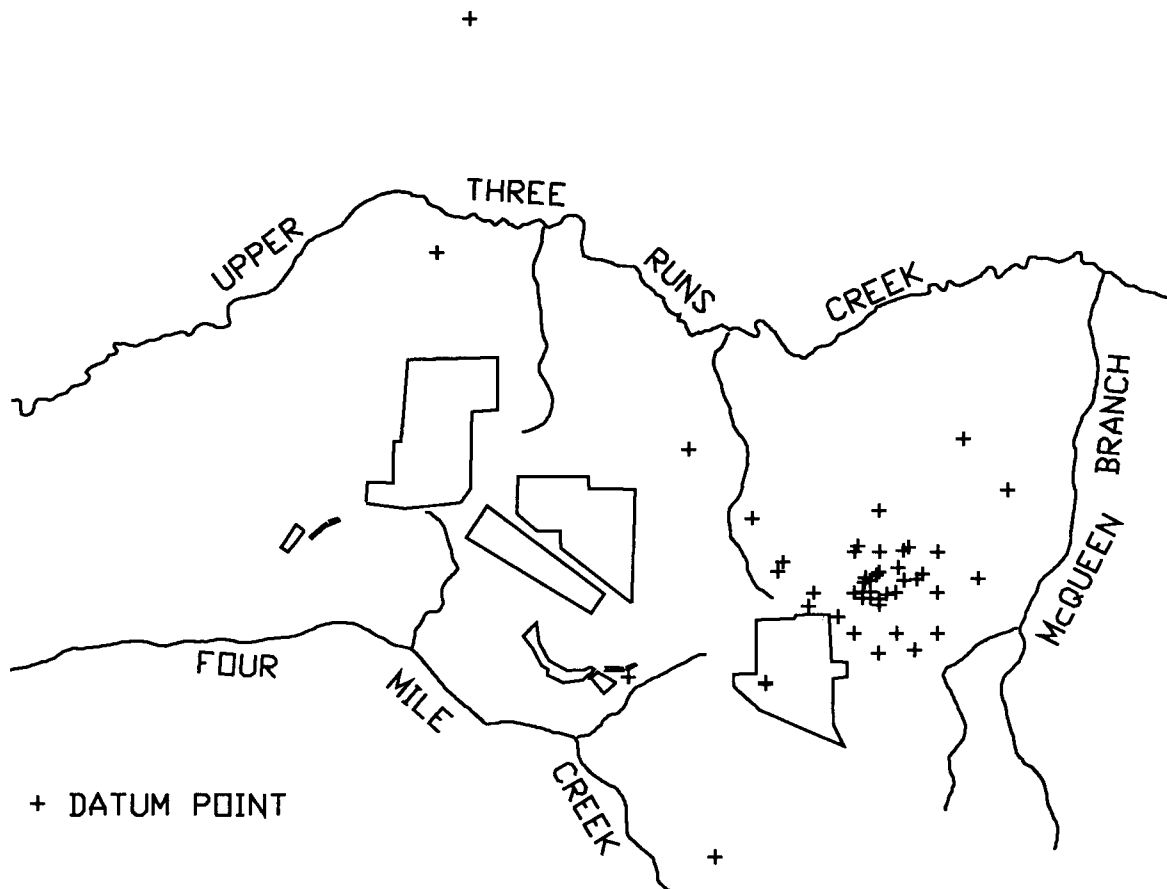 UPPER THREE RUNS CREEK
McQUEEN BRANCH
FOUR MILE CREEK
+ DATUM POINT